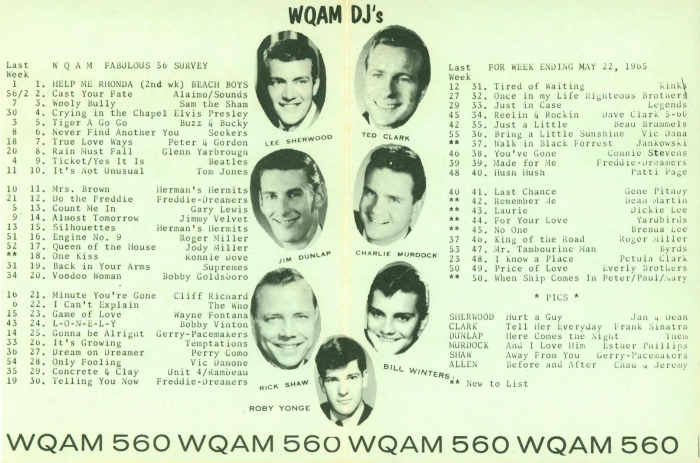 WQAM DJ's
Last W Q A M FABULOUS 56 SURVEY
Week
1 1. HELP ME RHONDA (2nd wk) BEACH BOYS
56/2 2. Cast Your Fate Alaimo/Sounds
7 3. Wooly Bully Sam the Sham
30 4. Crying in the Chapel Elvis Presley
3 5. Tiger A Go Go Buzz & Bucky
8 6. Never Find Another You Seekers
18 7. True Love Ways Peter & Gordon
20 8. Rain Must Fall Glenn Yarbrough
4 9. Ticket/Yes It Is Beatles
11 10. It's Not Unusual Tom Jones
10 11. Mrs. Brown Herman's Hermits
21 12. Do the Freddie Freddie-Dreamers
5 13. Count Me In Gary Lewis
9 14. Almost Tomorrow Jimmy Velvet
13 15. Silhouettes Herman's Hermits
51 16. Engine No. 9 Roger Miller
52 17. Queen of the House Jody Miller
** 18. One Kiss Ronnie Dove
31 19. Back in Your Arms Supremes
34 20. Voodoo Woman Bobby Goldsboro
16 21. Minute You're Gone Cliff Richard
6 22. I Can't Explain The Who
15 23. Game of Love Wayne Fontana
43 24. L-O-N-E-L-Y Bobby Vinton
14 25. Gonna be Alright Gerry-Pacemakers
33 26. It's Growing Temptations
36 27. Dream on Dreamer Perry Como
54 28. Only Fooling Vic Damone
35 29. Concrete & Clay Unit 4/Rambeau
19 30. Telling You Now Freddie-Dreamers
LEE SHERWOOD
TED CLARK
JIM DUNLAP
CHARLIE MURDOCK
RICK SHAW
BILL WINTERS
ROBY YONGE
Last FOR WEEK ENDING MAY 22, 1965
Week
12 31. Tired of Waiting Kinks
27 32. Once in my Life Righteous Brothers
29 33. Just in Case Legends
45 34. Reelin & Rockin Dave Clark 5-00
42 35. Just a Little Beau Brummels
55 36. Bring a Little Sunshine Vic Dana
** 37. Walk in Black Forrest Jankowski
46 38. You've Gone Connie Stevens
39 39. Made for Me Freddie-Dreamers
48 40. Hush Hush Patti Page
40 41. Last Chance Gene Pitney
** 42. Remember Me Dean Martin
** 43. Laurie Dickie Lee
** 44. For Your Love Yardbirds
** 45. No One Brenda Lee
37 46. King of the Road Roger Miller
53 47. Mr. Tambourine Man Byrds
23 48. I Know a Place Petula Clark
50 49. Price of Love Everly Brothers
** 50. When Ship Comes In Peter/Paul/Mary
* PICS *
SHERWOOD Hurt a Guy Jan & Dean
CLARK Tell Her Everyday Frank Sinatra
DUNLAP Here Comes the Night Them
MURDOCK And I Love Him Esther Phillips
SHAW Away From You Gerry-Pacemakers
ALLEN Before and After Chad & Jeremy
** New to List
WQAM 560 WQAM 560 WQAM 560 WQAM 560